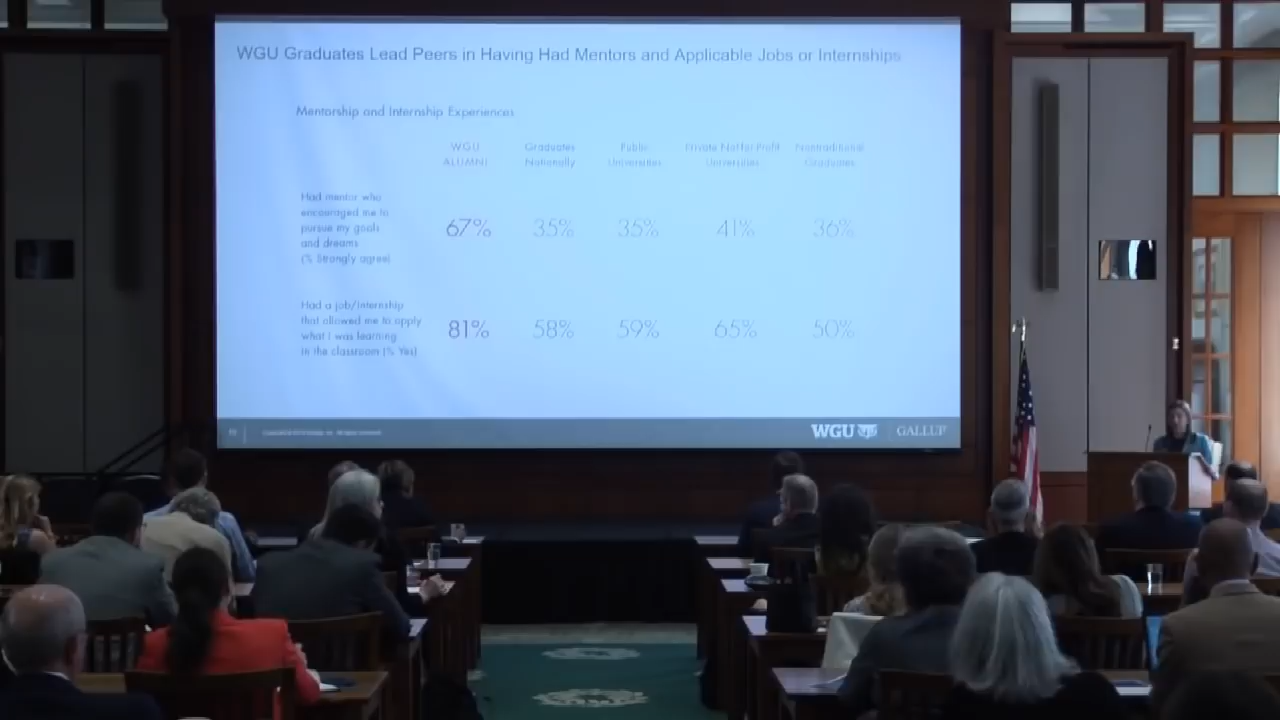 WGU Graduates Lead Peers in Having Had Mentors and Applicable Jobs or Internships
Mentorship and Internship Experiences
WGU ALUMNI
Graduates Nationally
Public Universities
Private Not-for-Profit Universities
Nontraditional Graduates
Had mentor who
encouraged me to
pursue my goals
and dreams
(% Strongly agree)
67% 35% 35% 41% 36%
Had a job/internship
that allowed me to apply
what I was learning
in the classroom (% Yes)
81% 58% 59% 65% 50%
WGU GALLUP